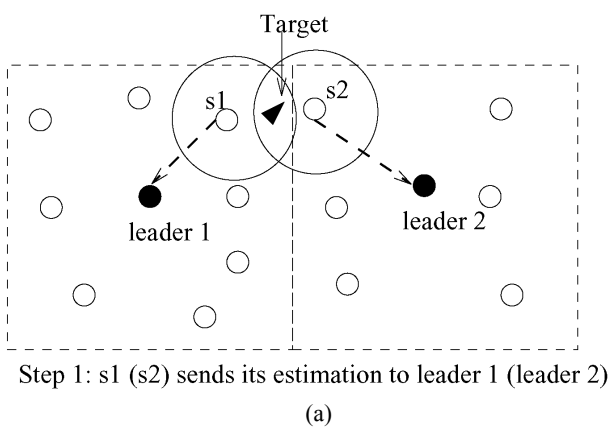 Target
s1
s2
leader 1
leader 2
Step 1: s1 (s2) sends its estimation to leader 1 (leader 2)
(a)